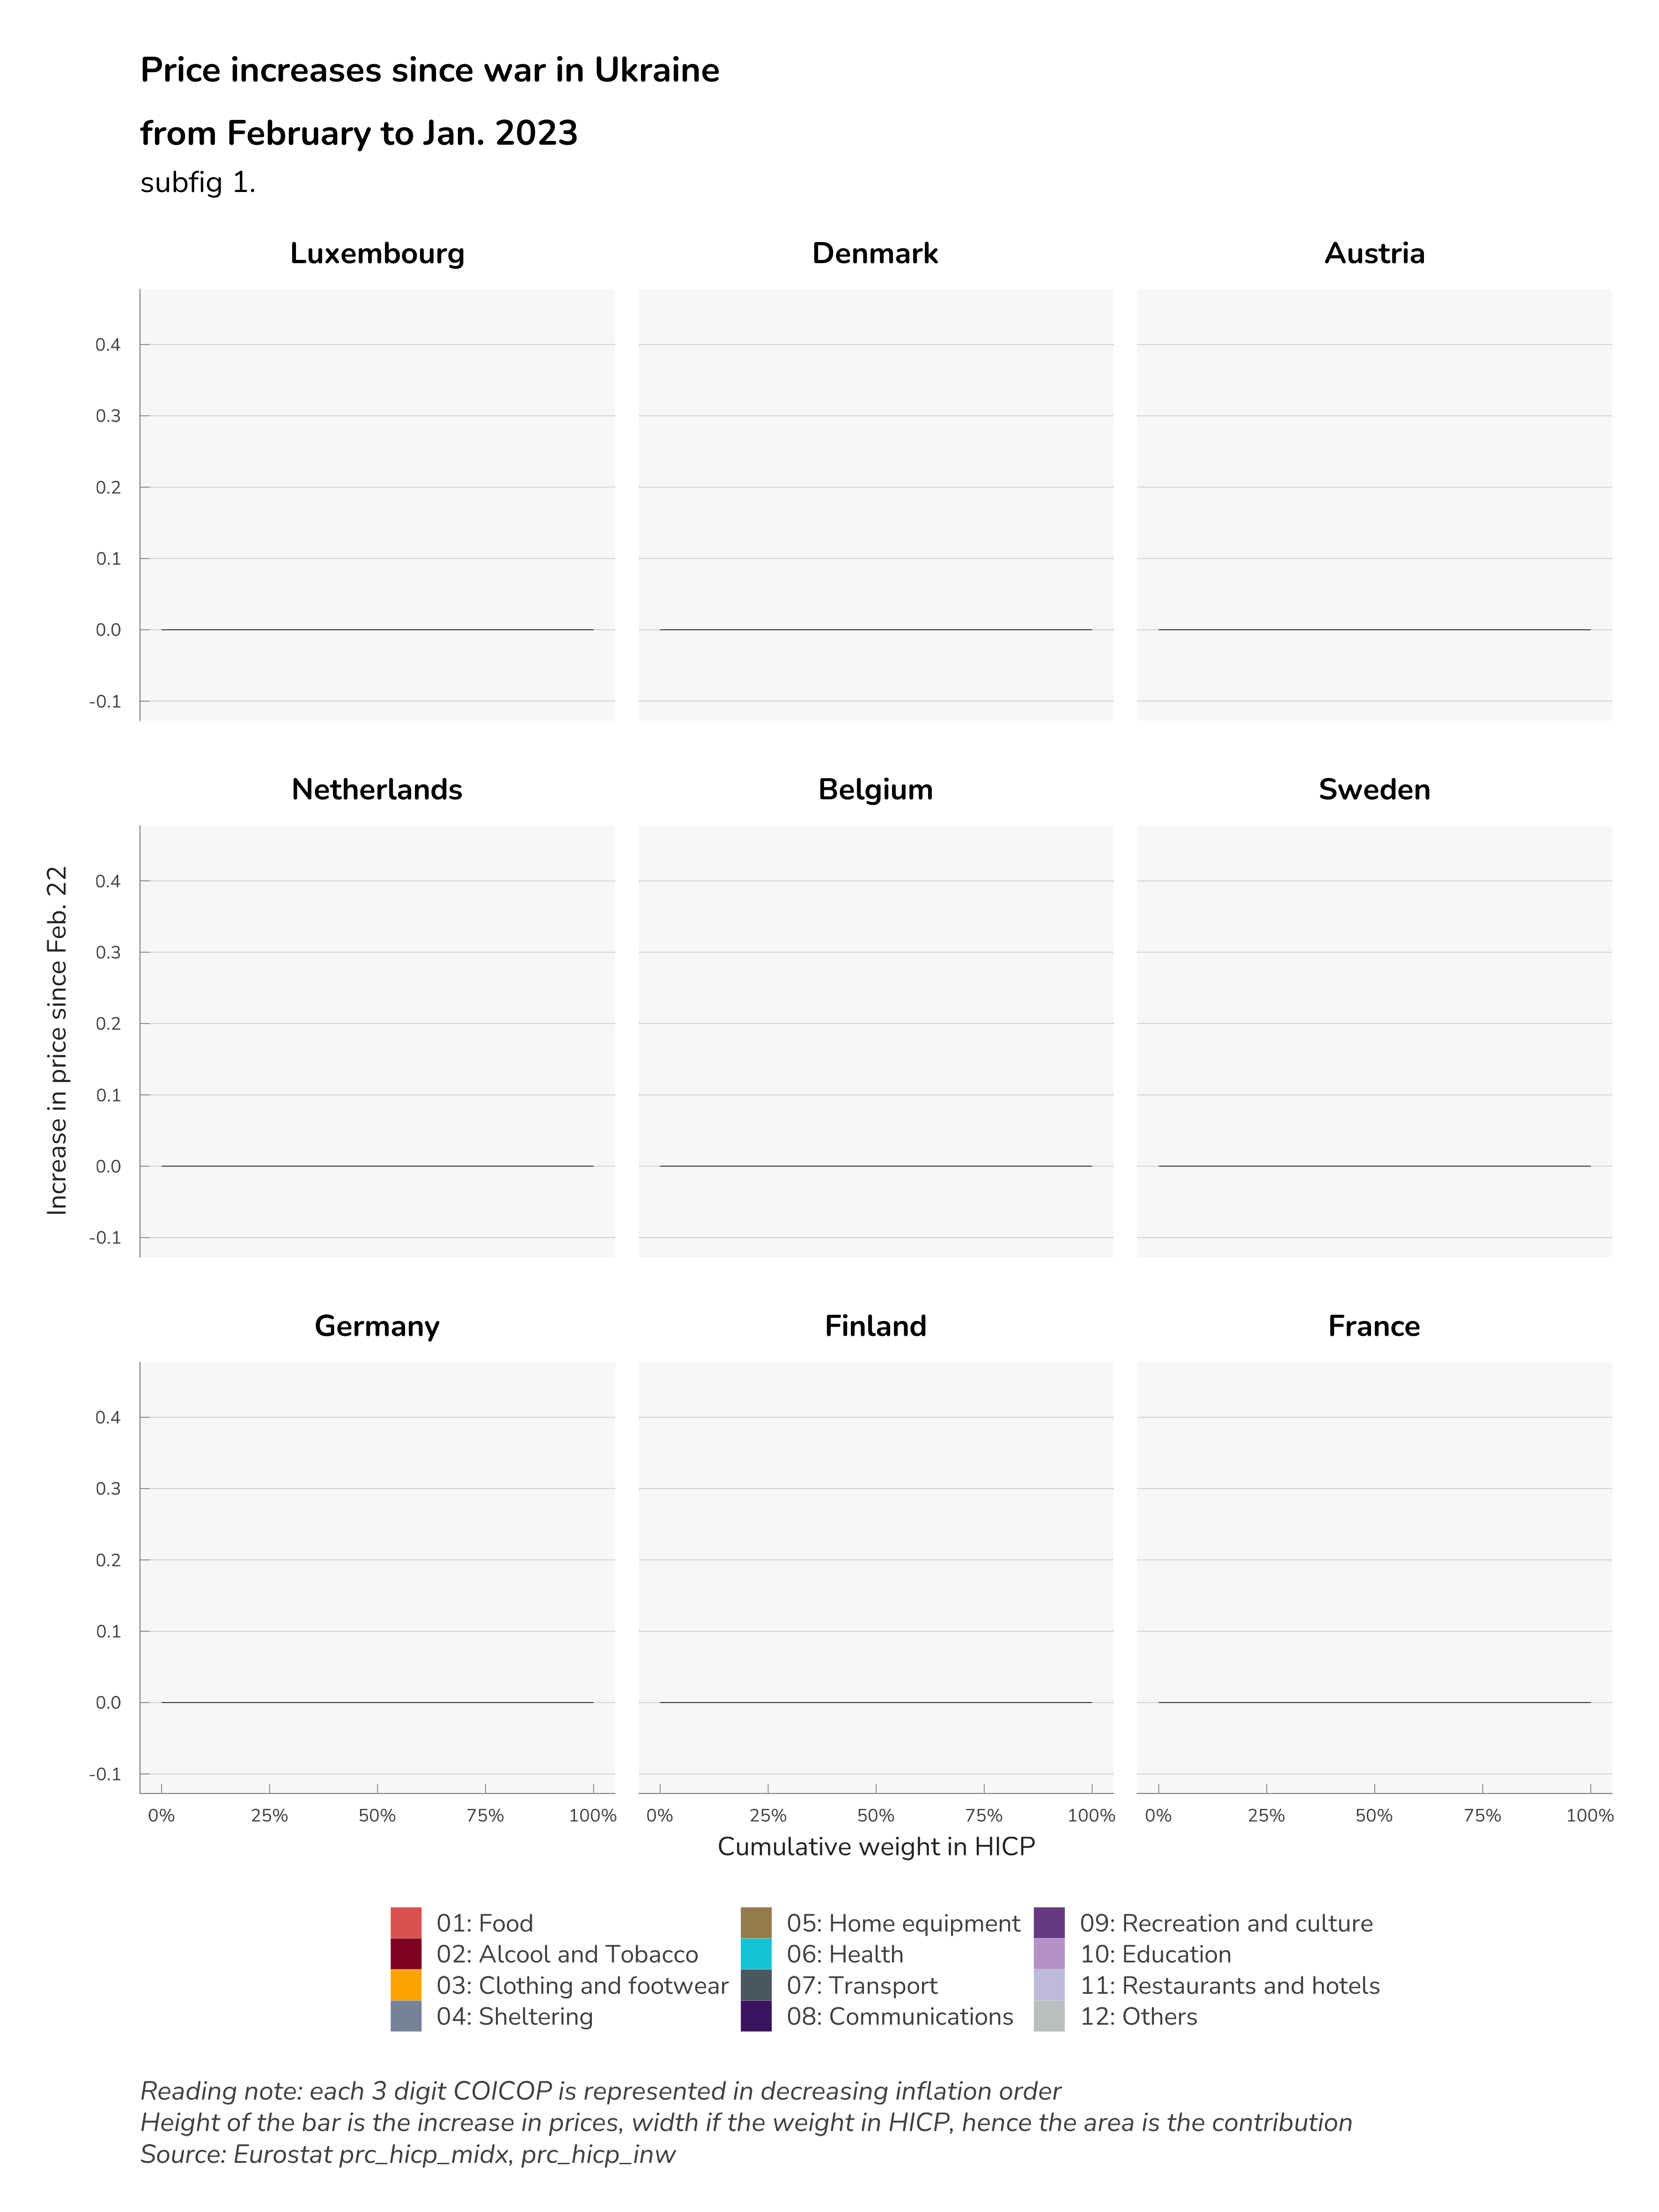 Price increases since war in Ukraine
from February to Jan. 2023
subfig 1.
Luxembourg Denmark Austria
0.4
0.3
0.2
0.1
0.0
-0.1
Netherlands Belgium Sweden
Increase in price since Feb. 22
0.4
0.3
0.2
0.1
0.0
-0.1
Germany Finland France
0.4
0.3
0.2
0.1
0.0
-0.1
0% 25% 50% 75% 100% 0% 25% 50% 75% 100% 0% 25% 50% 75% 100%
Cumulative weight in HICP
01: Food
02: Alcool and Tobacco
03: Clothing and footwear
04: Sheltering
05: Home equipment
06: Health
07: Transport
08: Communications
09: Recreation and culture
10: Education
11: Restaurants and hotels
12: Others
Reading note: each 3 digit COICOP is represented in decreasing inflation order
Height of the bar is the increase in prices, width if the weight in HICP, hence the area is the contribution
Source: Eurostat prc_hicp_midx, prc_hicp_inw